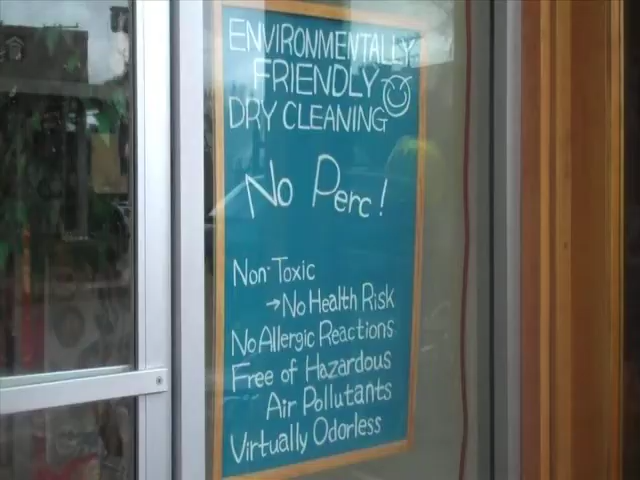 ENVIRONMENTALLY
FRIENDLY
DRY CLEANING
No Perc!
Non-Toxic
→No Health Risk
No Allergic Reactions
Free of Hazardous
Air Pollutants
Virtually Odorless